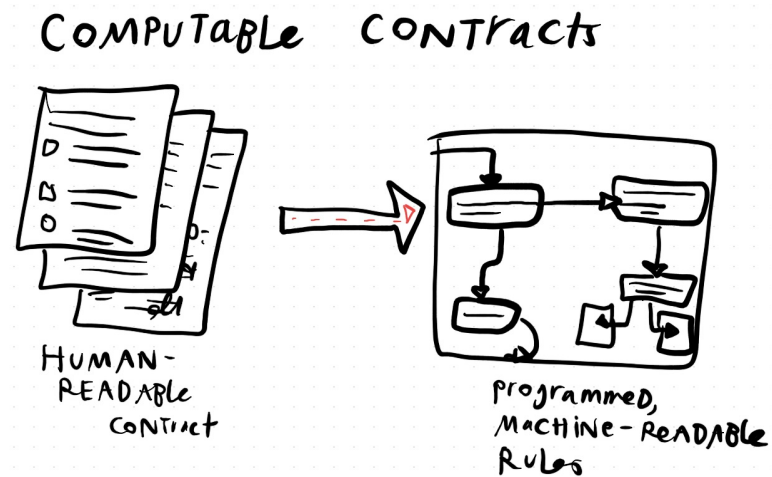 COMPUTABLE CONTRACTS
HUMAN-
READABLE
CONTRACT
PROGRAMMED,
MACHINE-READABLE
RULES